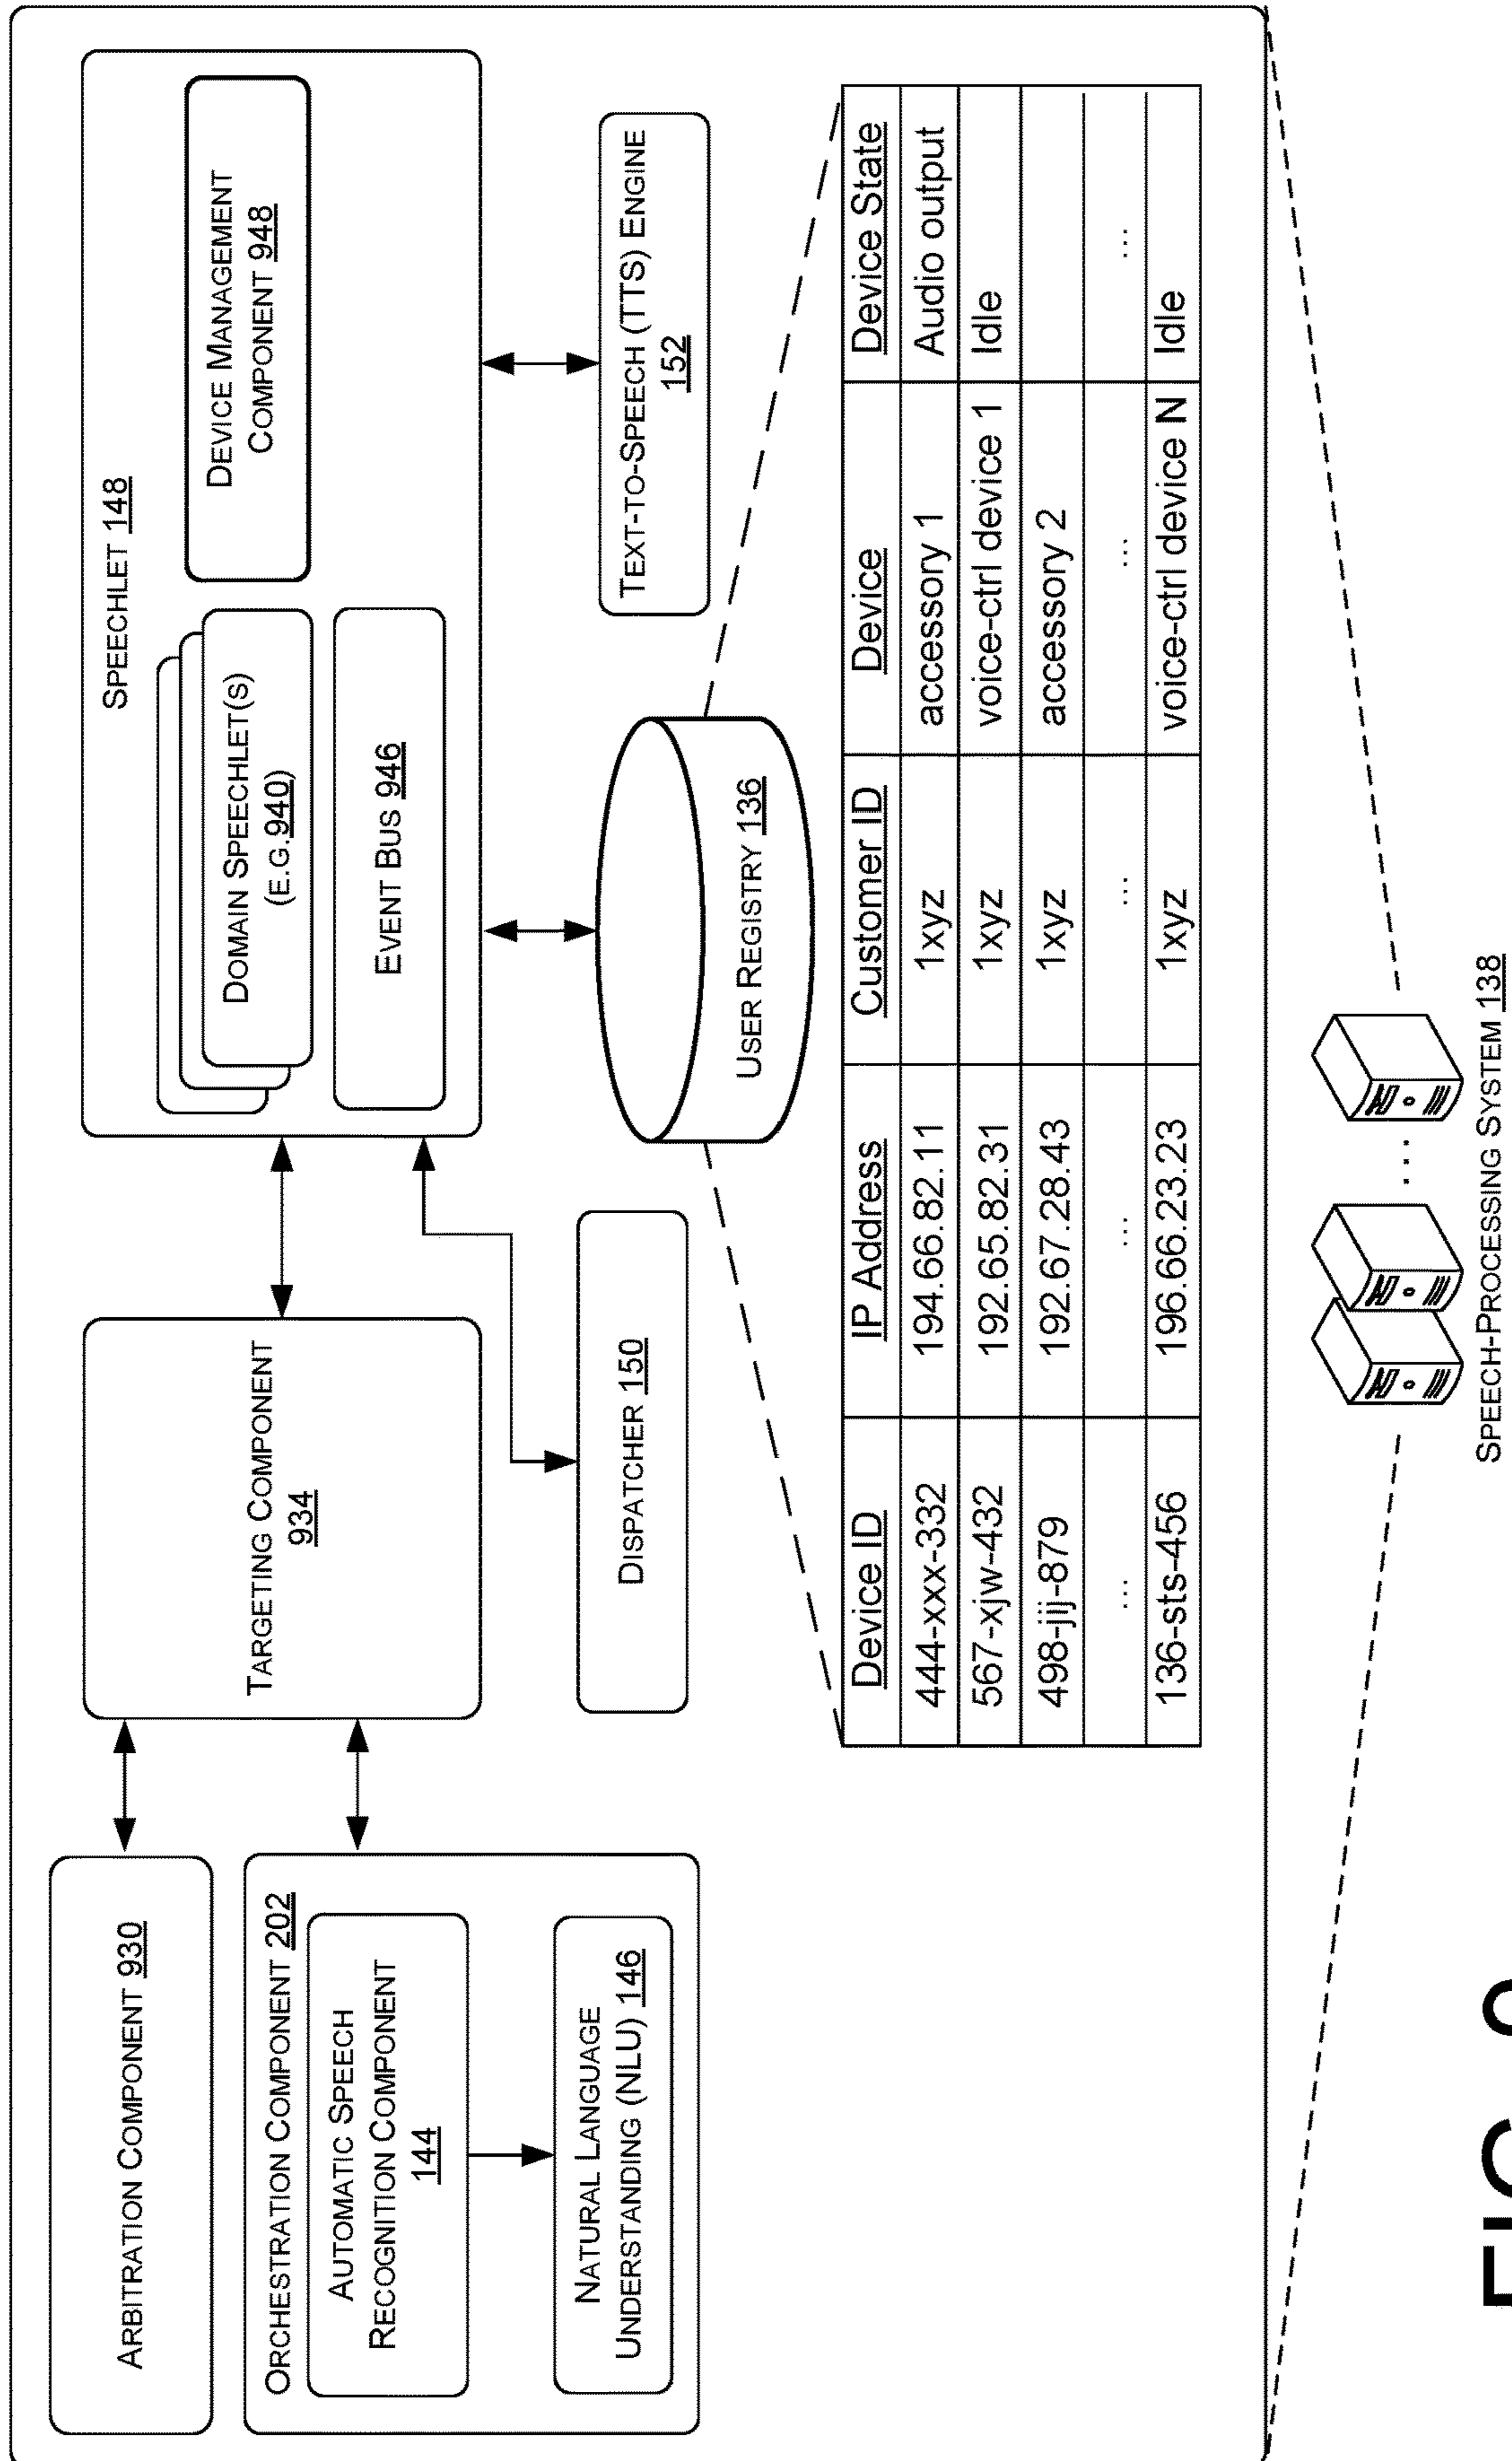 ARBITRATION COMPONENT 930
ORCHESTRATION COMPONENT 202
AUTOMATIC SPEECH
RECOGNITION COMPONENT
144
NATURAL LANGUAGE
UNDERSTANDING (NLU) 146
TARGETING COMPONENT
934
DISPATCHER 150
SPEECHLET 148
DOMAIN SPEECHLET(S)
(E.G.940)
EVENT BUS 946
DEVICE MANAGEMENT
COMPONENT 948
TEXT-TO-SPEECH (TTS) ENGINE
152
USER REGISTRY 136
Device ID IP Address Customer ID Device Device State
444-xxx-332 194.66.82.11 1xyz accessory 1 Audio output
567-xjw-432 192.65.82.31 1xyz voice-ctrl device 1 Idle
498-jij-879 192.67.28.43 1xyz accessory 2
... ... ... ... ...
136-sts-456 196.66.23.23 1xyz voice-ctrl device N Idle
...
SPEECH-PROCESSING SYSTEM 138